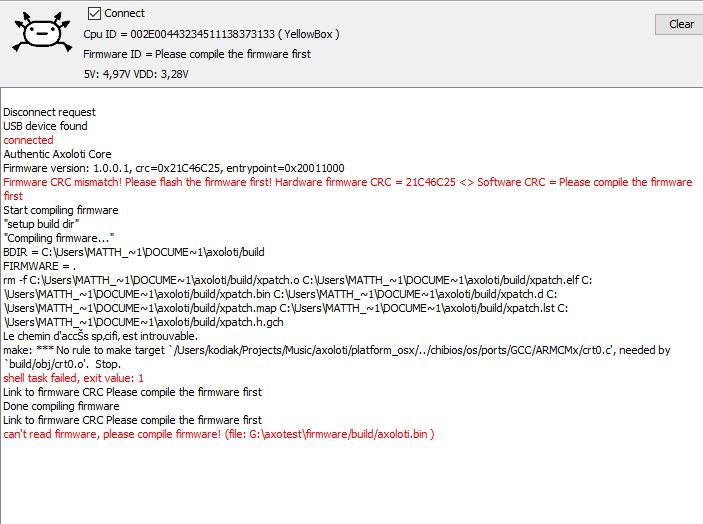 Connect
Clear
Cpu ID = 002E00443234511138373133 ( YellowBox )
Firmware ID = Please compile the firmware first
5V: 4,97V VDD: 3,28V
Disconnect request
USB device found
connected
Authentic Axoloti Core
Firmware version: 1.0.0.1, crc=0x21C46C25, entrypoint=0x20011000
Firmware CRC mismatch! Please flash the firmware first! Hardware firmware CRC = 21C46C25 <> Software CRC = Please compile the firmware
first
Start compiling firmware
"setup build dir"
"Compiling firmware..."
BDIR = C:\Users\MATTH_~1\DOCUME~1\axoloti/build
FIRMWARE = .
rm -f C:\Users\MATTH_~1\DOCUME~1\axoloti/build/xpatch.o C:\Users\MATTH_~1\DOCUME~1\axoloti/build/xpatch.elf C:
\Users\MATTH_~1\DOCUME~1\axoloti/build/xpatch.bin C:\Users\MATTH_~1\DOCUME~1\axoloti/build/xpatch.d C:
\Users\MATTH_~1\DOCUME~1\axoloti/build/xpatch.map C:\Users\MATTH_~1\DOCUME~1\axoloti/build/xpatch.lst C:
\Users\MATTH_~1\DOCUME~1\axoloti/build/xpatch.h.gch
Le chemin d'accŠs sp‚cifi‚ est introuvable.
make: *** No rule to make target `/Users/kodiak/Projects/Music/axoloti/platform_osx/../chibios/os/ports/GCC/ARMCMx/crt0.c', needed by
`build/obj/crt0.o'. Stop.
shell task failed, exit value: 1
Link to firmware CRC Please compile the firmware first
Done compiling firmware
Link to firmware CRC Please compile the firmware first
can't read firmware, please compile firmware! (file: G:\axotest\firmware/build/axoloti.bin )